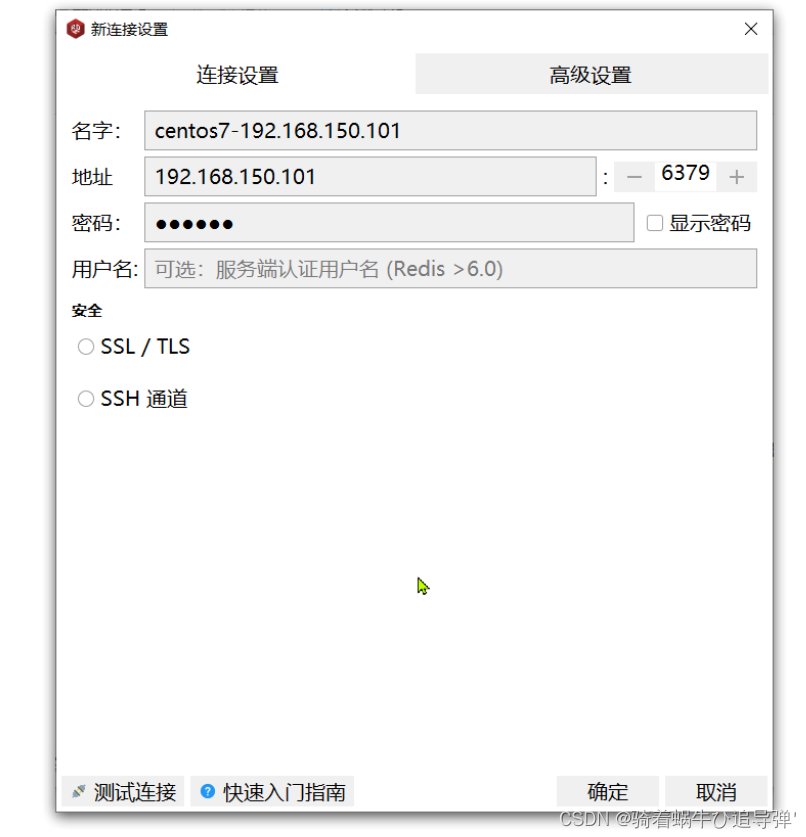 新连接设置
连接设置 高级设置
名字： centos7-192.168.150.101
地址 192.168.150.101 : − 6379 +
密码： ●●●●●● 显示密码
用户名: 可选：服务端认证用户名 (Redis >6.0)
安全
SSL / TLS
SSH 通道
测试连接 ? 快速入门指南 确定 取消
CSDN @骑着蜗牛ひ追导弹'